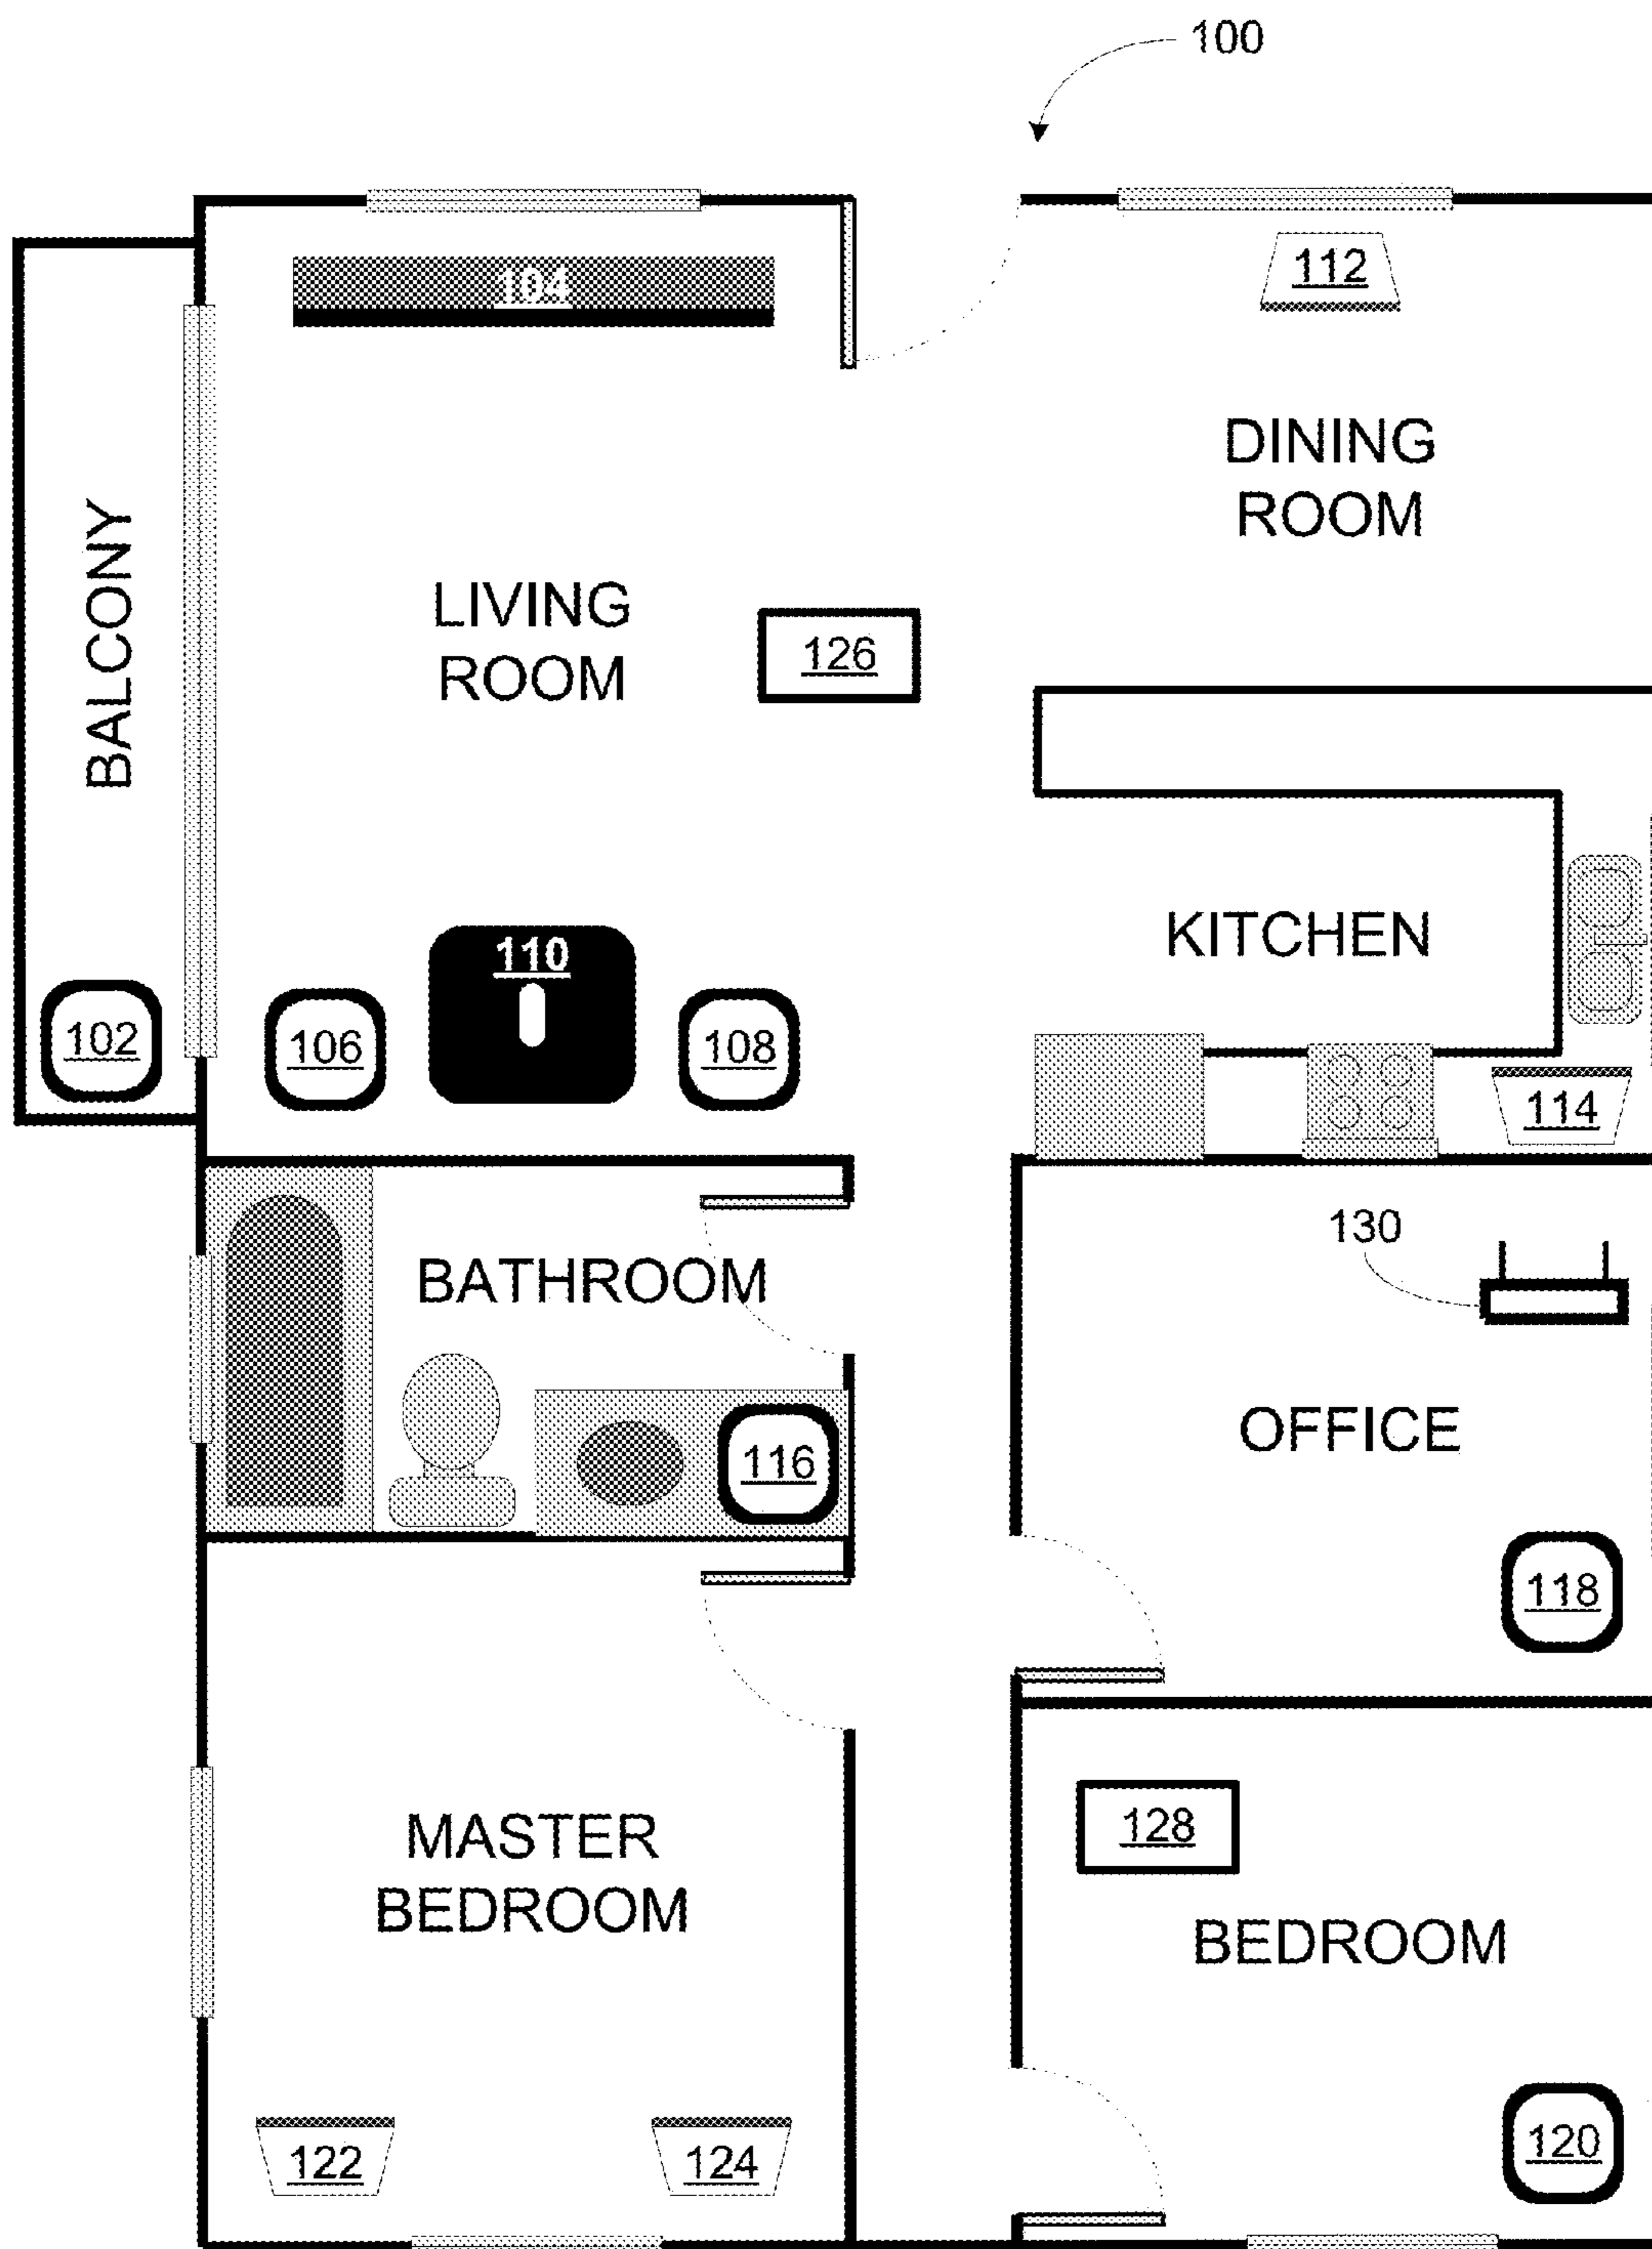 100
104
112
DINING
ROOM
BALCONY
LIVING
ROOM
126
KITCHEN
110
102
106
108
114
130
BATHROOM
OFFICE
116
118
128
MASTER
BEDROOM
BEDROOM
122
124
120